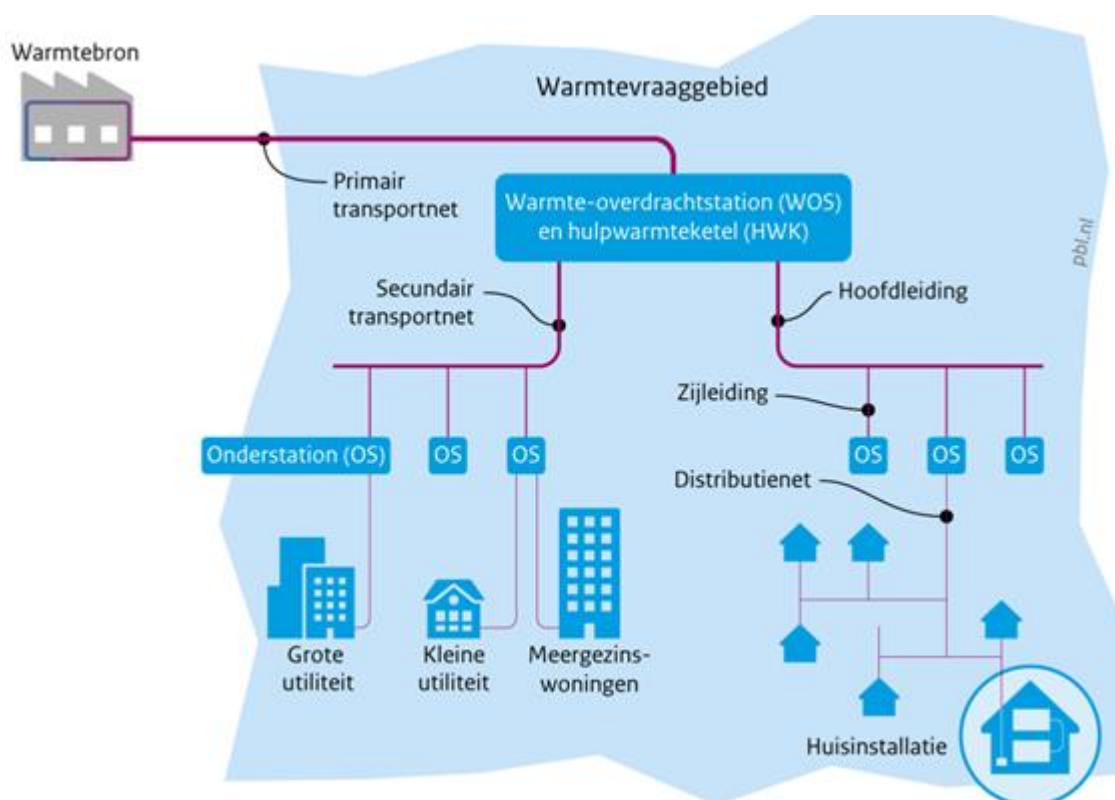 Warmtebron
Warmtevraaggebied
Primair
transportnet
Warmte-overdrachtstation (WOS)
en hulpwarmteketel (HWK)
pbl.nl
Secundair
transportnet
Hoofdleiding
Zijleiding
Onderstation (OS)
OS
OS
OS
OS
OS
Distributienet
Grote
utiliteit
Kleine
utiliteit
Meergezins-
woningen
Huisinstallatie